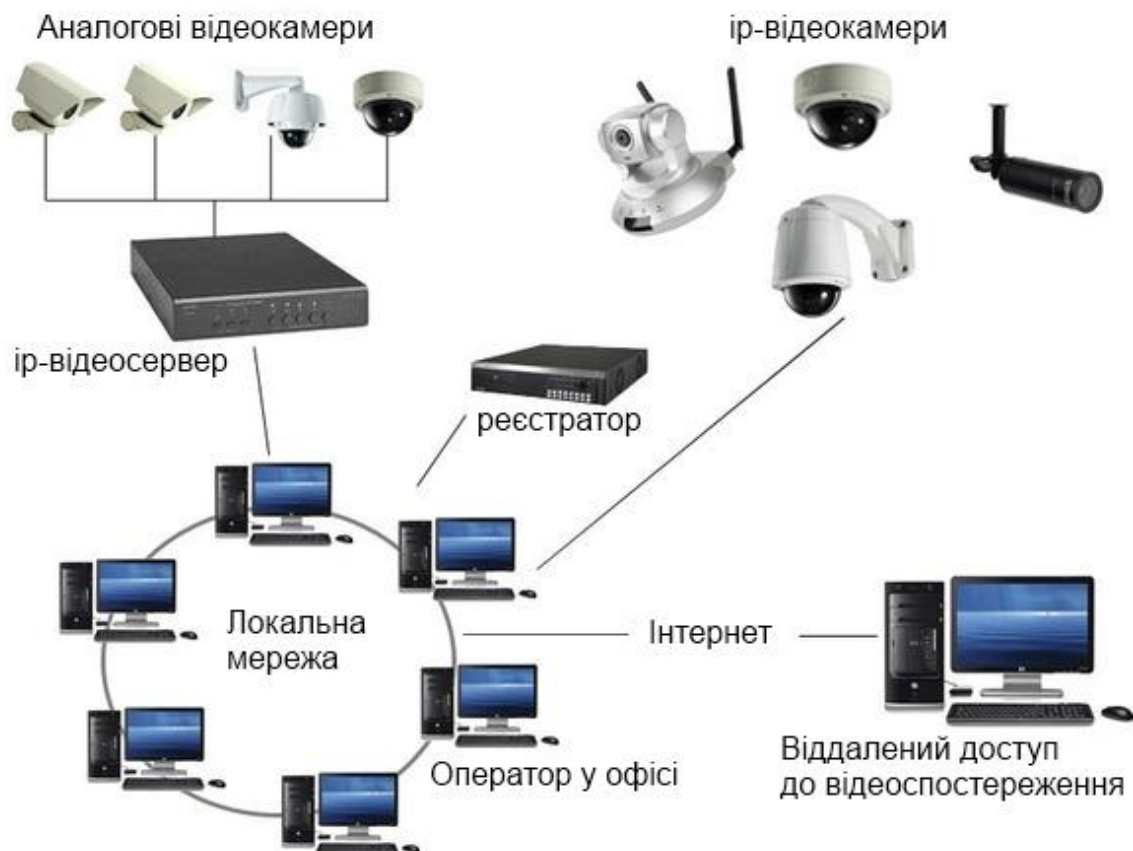 Аналогові відеокамери
ip-відеокамери
ip-відеосервер
реєстратор
Локальна
мережа
Інтернет
Оператор у офісі
Віддалений доступ
до відеоспостереження